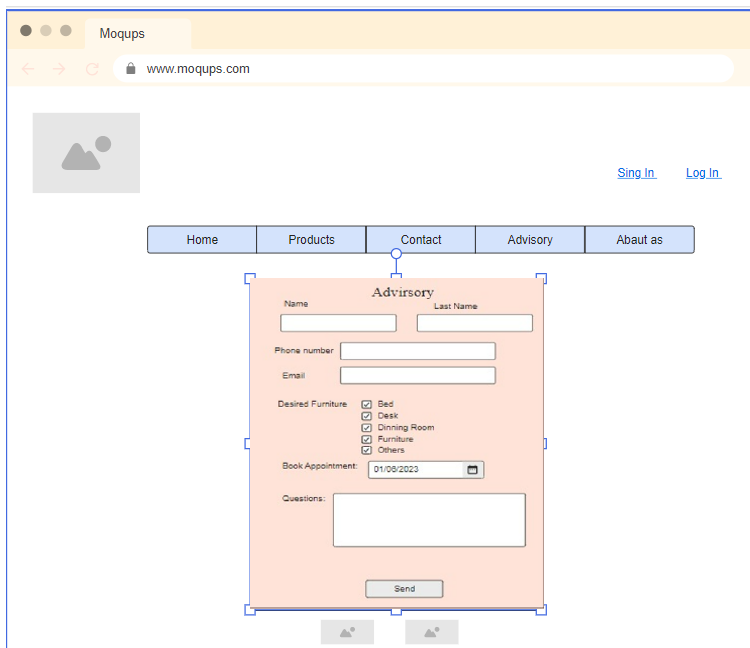 Moqups
www.moqups.com
Sing In Log In
Home Products Contact Advisory Abaut as
Advirsory
Name Last Name
Phone number
Email
Desired Furniture Bed
Desk
Dinning Room
Furniture
Others
Book Appointment: 01/06/2023
Questions:
Send